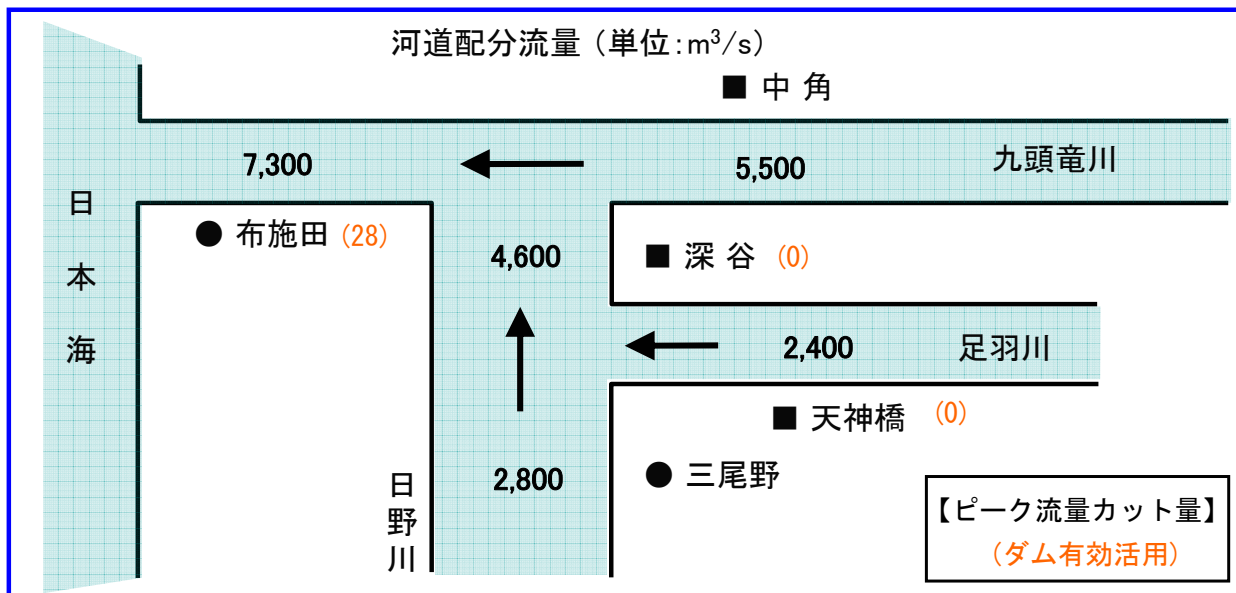 河道配分流量（単位：m³/s）
■ 中 角
7,300
5,500
九頭竜川
日本海
● 布施田 (28)
4,600
■ 深 谷 (0)
2,400
足羽川
■ 天神橋 (0)
日野川
2,800
● 三尾野
【ピーク流量カット量】
(ダム有効活用)